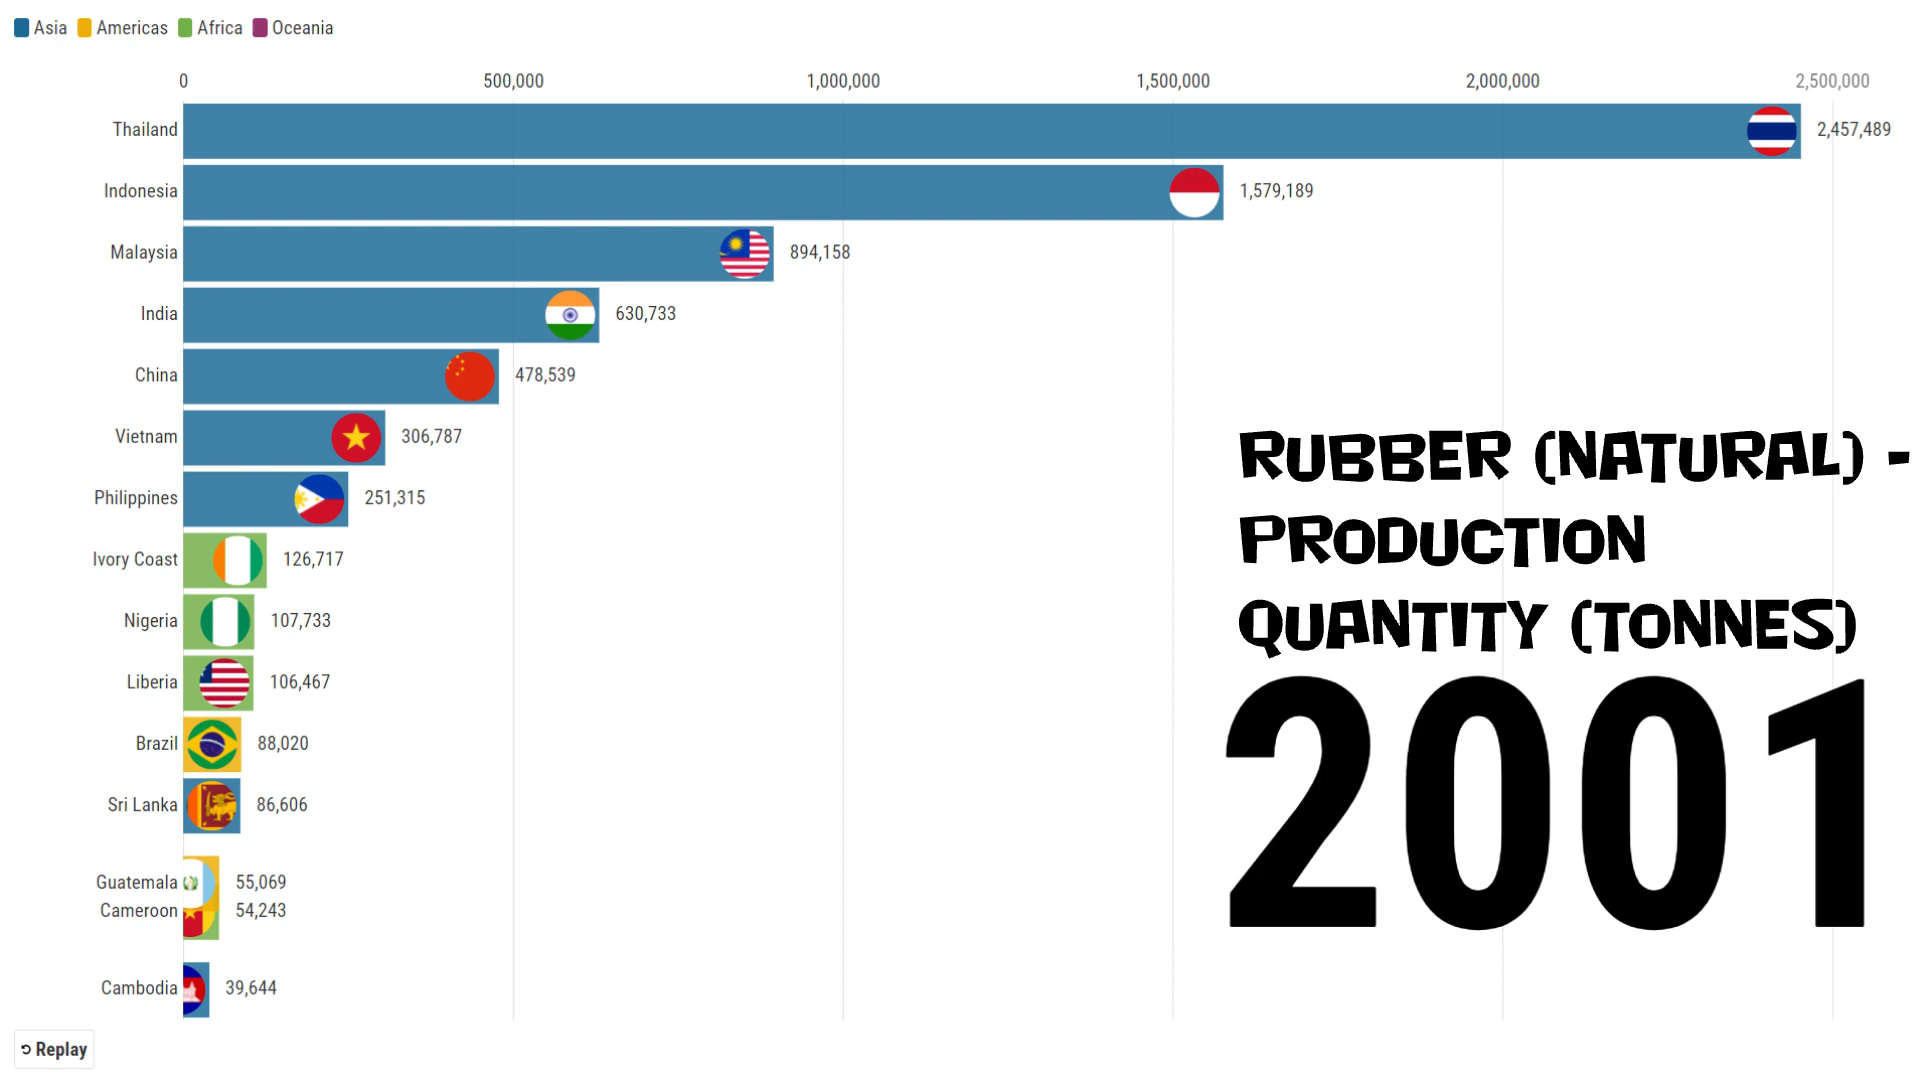 Asia Americas Africa Oceania
0 500,000 1,000,000 1,500,000 2,000,000 2,500,000
Thailand 2,457,489
Indonesia 1,579,189
Malaysia 894,158
India 630,733
China 478,539
Vietnam 306,787
Philippines 251,315
Ivory Coast 126,717
Nigeria 107,733
Liberia 106,467
Brazil 88,020
Sri Lanka 86,606
Guatemala 55,069
Cameroon 54,243
Cambodia 39,644
RUBBER (NATURAL) -
PRODUCTION
QUANTITY (TONNES)
2001
Replay